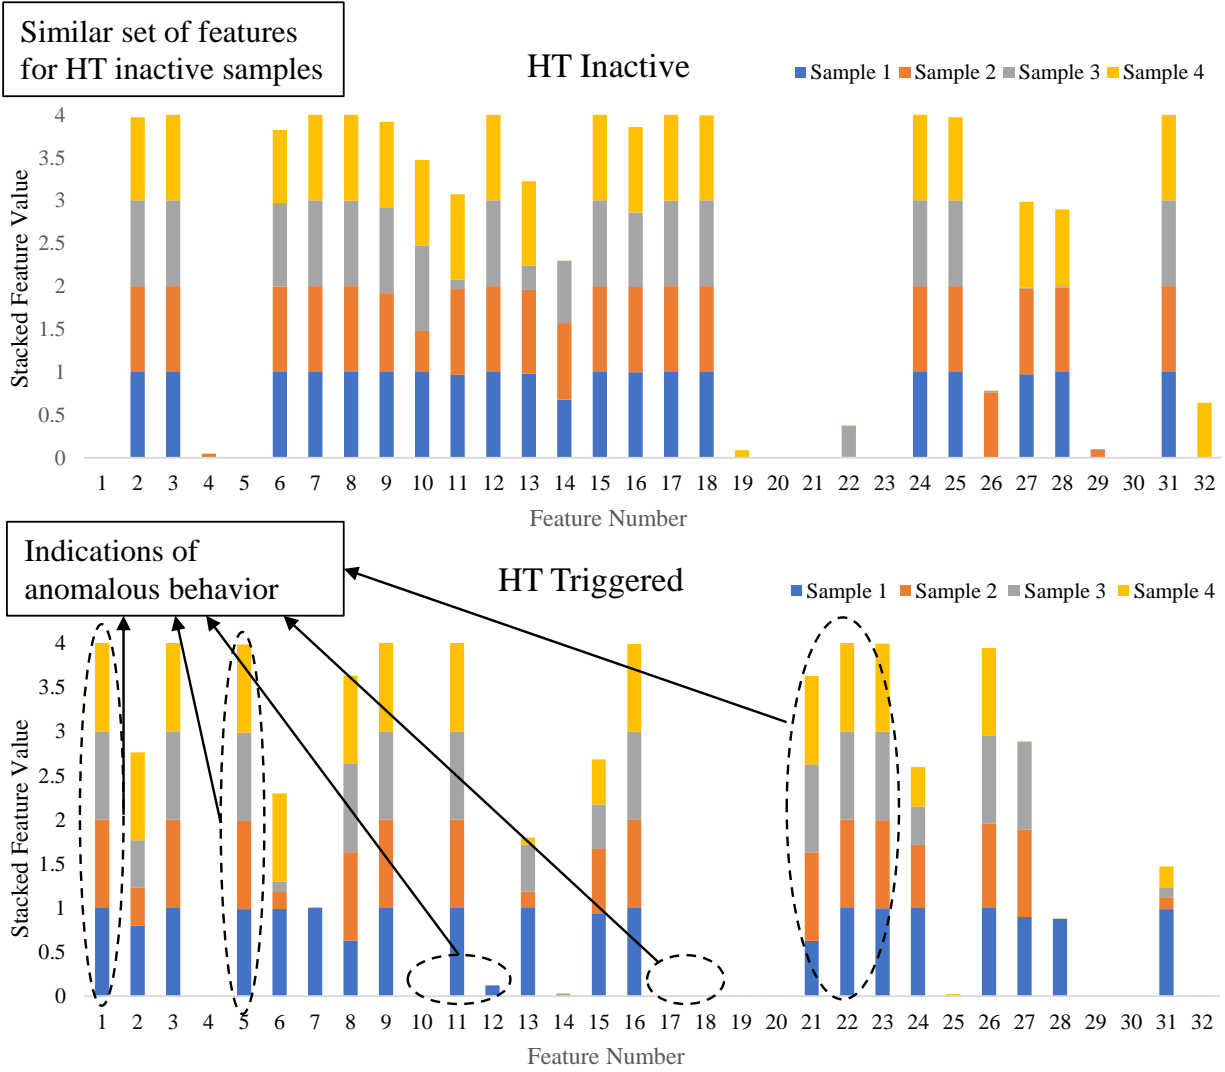 Similar set of features
for HT inactive samples
HT Inactive
Sample 1 Sample 2 Sample 3 Sample 4
Stacked Feature Value
4
3.5
3
2.5
2
1.5
1
0.5
0
1 2 3 4 5 6 7 8 9 10 11 12 13 14 15 16 17 18 19 20 21 22 23 24 25 26 27 28 29 30 31 32
Feature Number
Indications of
anomalous behavior
HT Triggered
Sample 1 Sample 2 Sample 3 Sample 4
Stacked Feature Value
4
3.5
3
2.5
2
1.5
1
0.5
0
1 2 3 4 5 6 7 8 9 10 11 12 13 14 15 16 17 18 19 20 21 22 23 24 25 26 27 28 29 30 31 32
Feature Number